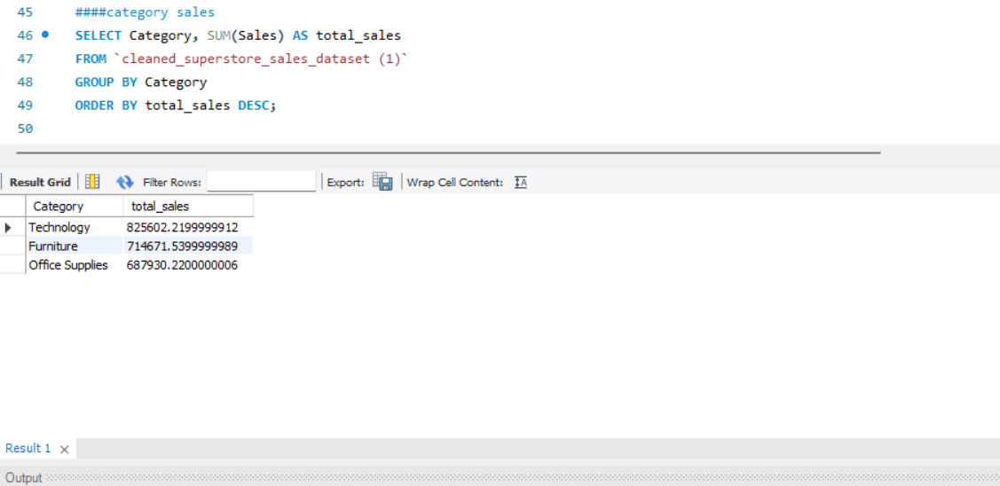 45 ####category sales
46 SELECT Category, SUM(Sales) AS total_sales
47 FROM `cleaned_superstore_sales_dataset (1)`
48 GROUP BY Category
49 ORDER BY total_sales DESC;
50
Result Grid Filter Rows: Export: Wrap Cell Content: IA
Category total_sales
Technology 825602.2199999912
Furniture 714671.5399999989
Office Supplies 687930.2200000006
Result 1 ×
Output